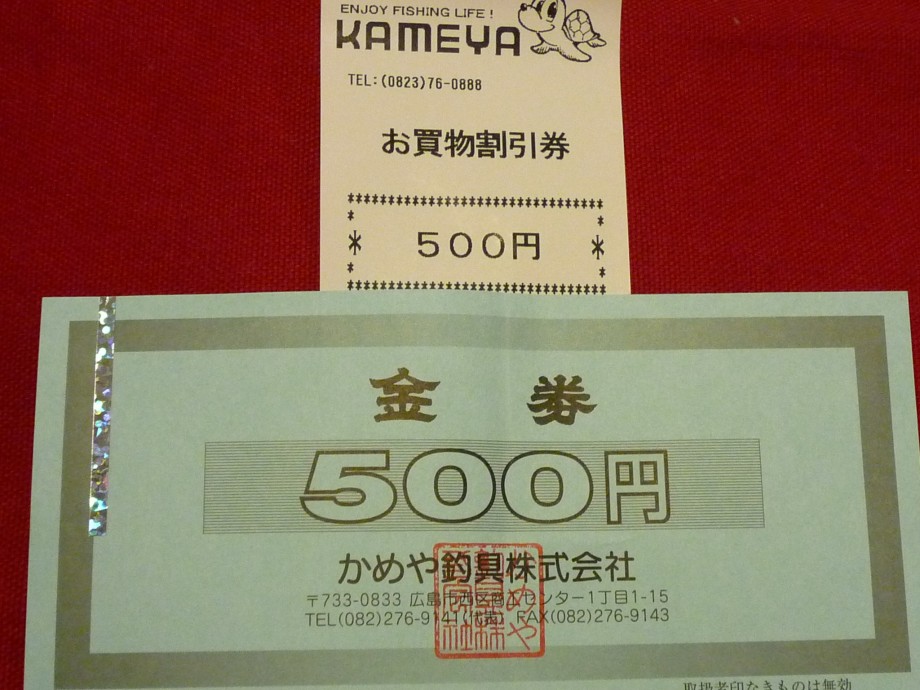 ENJOY FISHING LIFE!
KAMEYA
TEL:(0823)76-0888
お買物割引券
*****************************
* *
* 500円 *
* *
*****************************
金券
500円
かめや釣具株式会社
〒733-0833 広島市西区商工センター1丁目1-15
TEL(082)276-9141(代表) FAX(082)276-9143
取扱者印なきものは無効